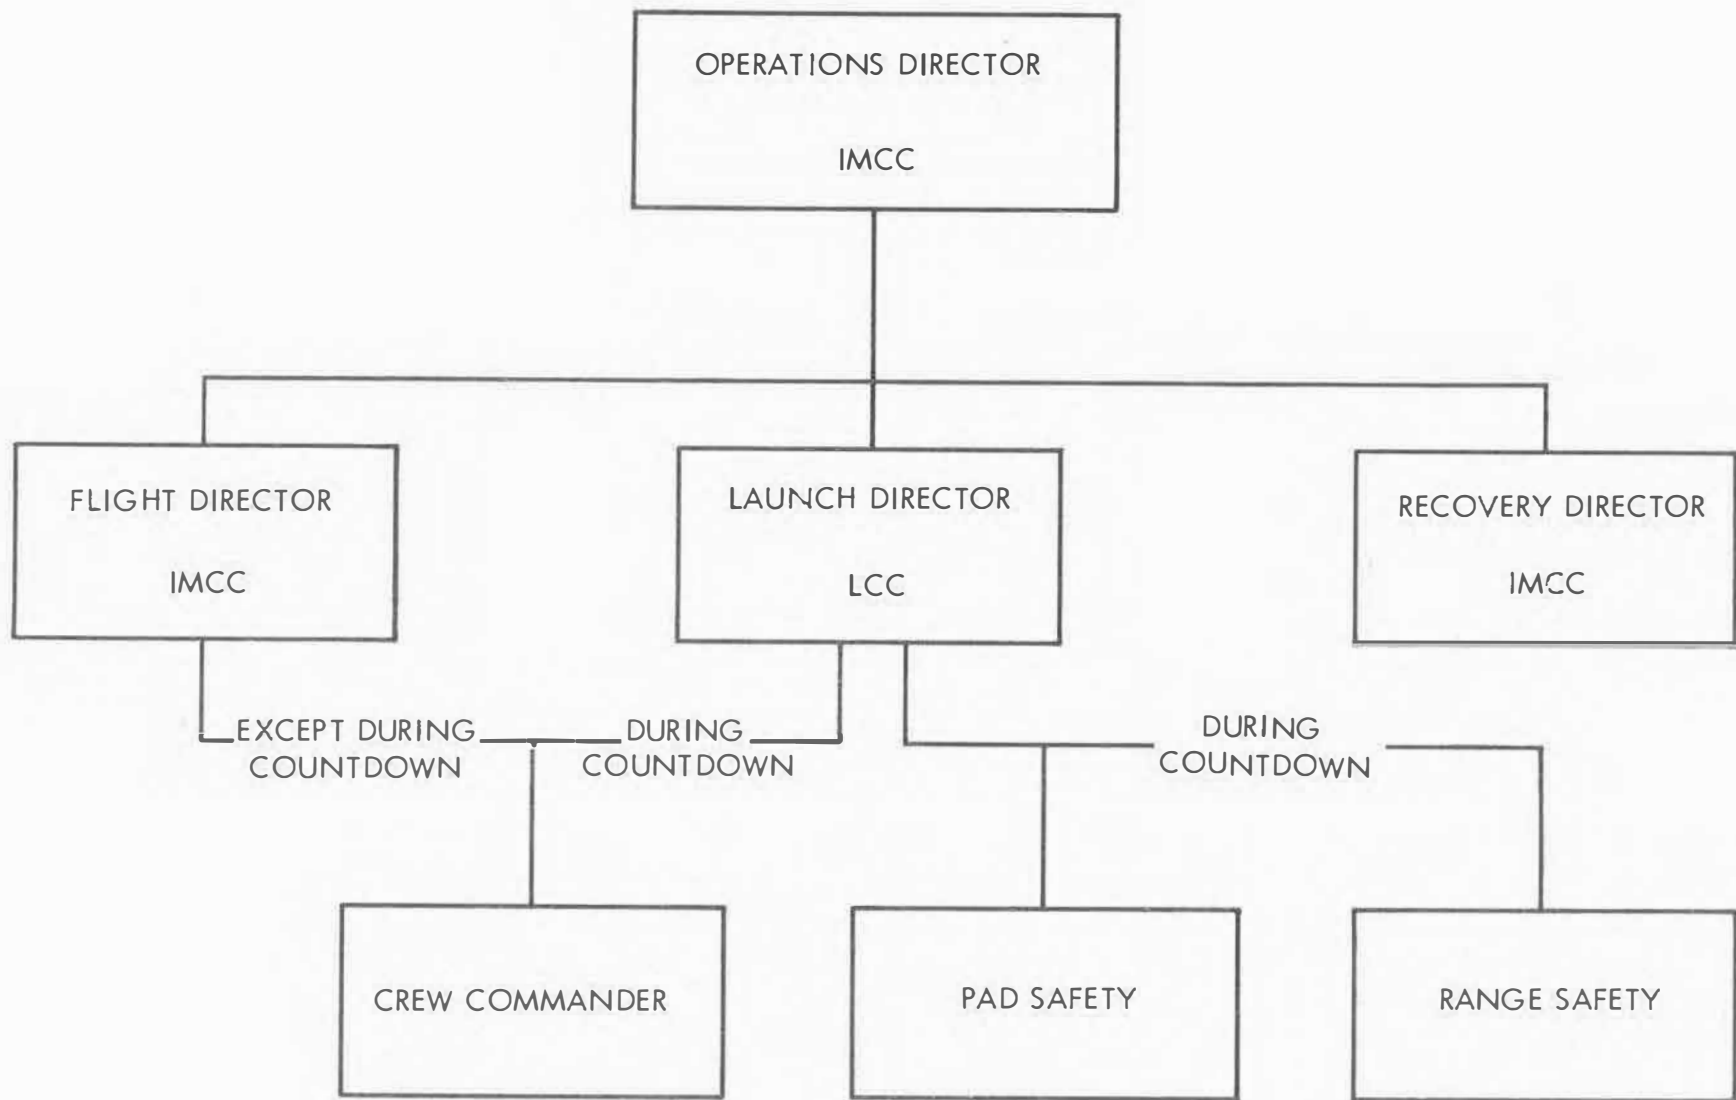 OPERATIONS DIRECTOR
IMCC
FLIGHT DIRECTOR
IMCC
LAUNCH DIRECTOR
LCC
RECOVERY DIRECTOR
IMCC
EXCEPT DURING
COUNTDOWN
DURING
COUNTDOWN
DURING
COUNTDOWN
CREW COMMANDER
PAD SAFETY
RANGE SAFETY